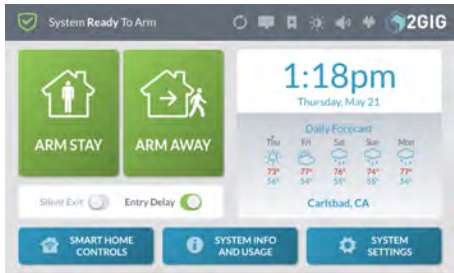 System Ready To Arm
2GIG
ARM STAY
ARM AWAY
Silent Exit
Entry Delay
1:18pm
Thursday, May 21
Daily Forecast
Thu Fri Sat Sun Mon
73° 77° 76° 74° 77°
56° 54° 55° 55° 54°
Carlsbad, CA
SMART HOME
CONTROLS
SYSTEM INFO
AND USAGE
SYSTEM
SETTINGS